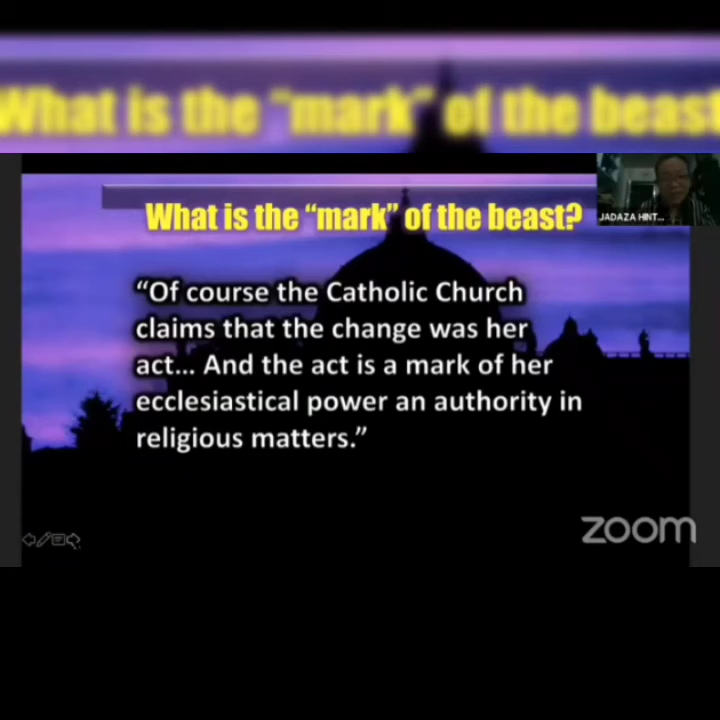 What is the "mark" of the beast
What is the "mark" of the beast?
JADAZA HINT...
"Of course the Catholic Church
claims that the change was her
act... And the act is a mark of her
ecclesiastical power an authority in
religious matters."
zoom